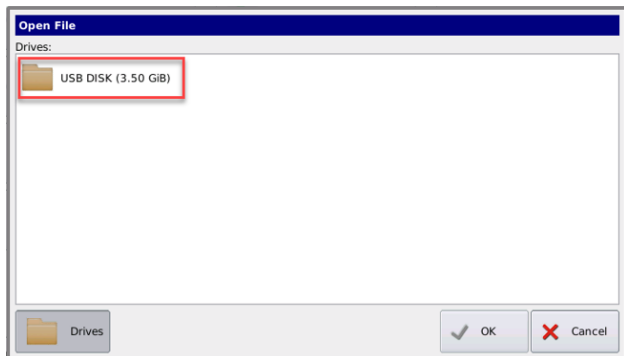 Open File
Drives:
USB DISK (3.50 GiB)
Drives
OK
Cancel